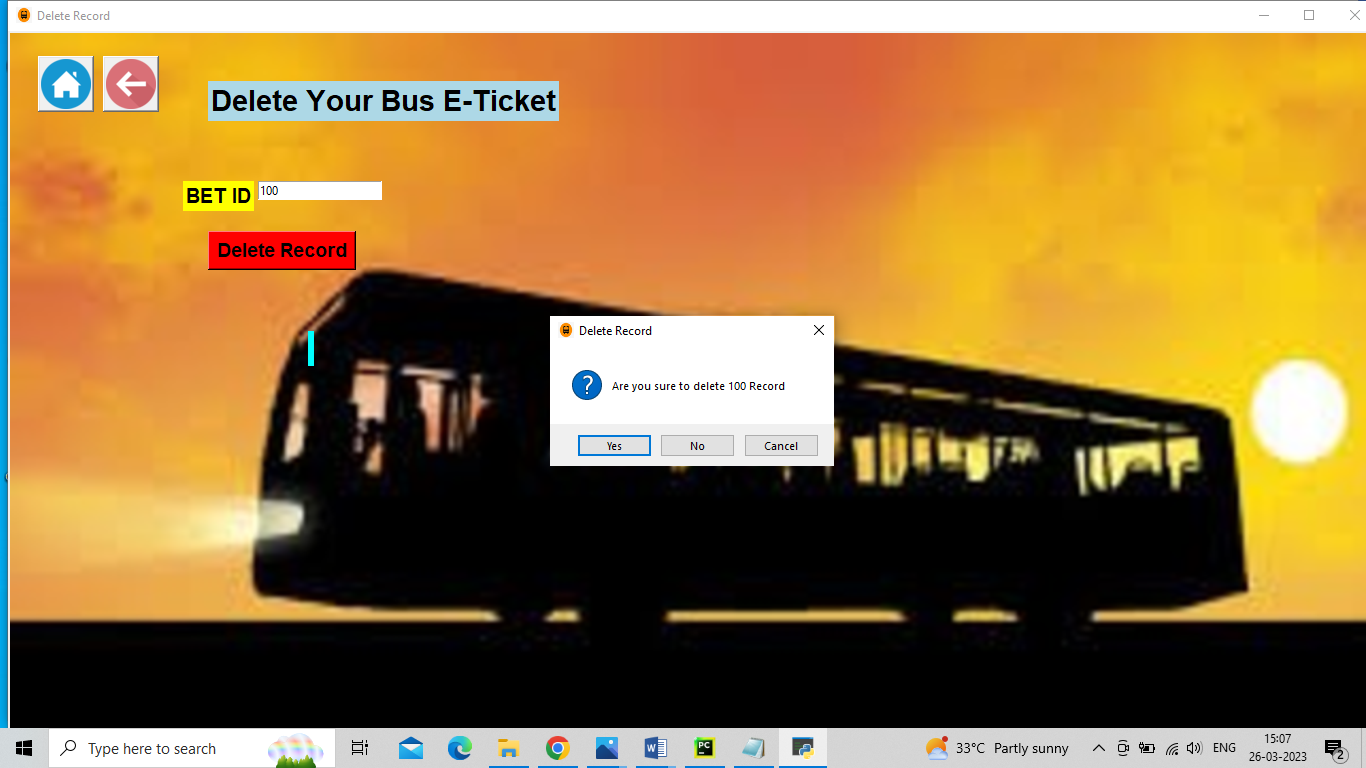 Delete Record
Delete Your Bus E-Ticket
BET ID 100
Delete Record
Delete Record
Are you sure to delete 100 Record
Yes No Cancel
Type here to search
PC
33°C Partly sunny
ENG
15:07
26-03-2023
2